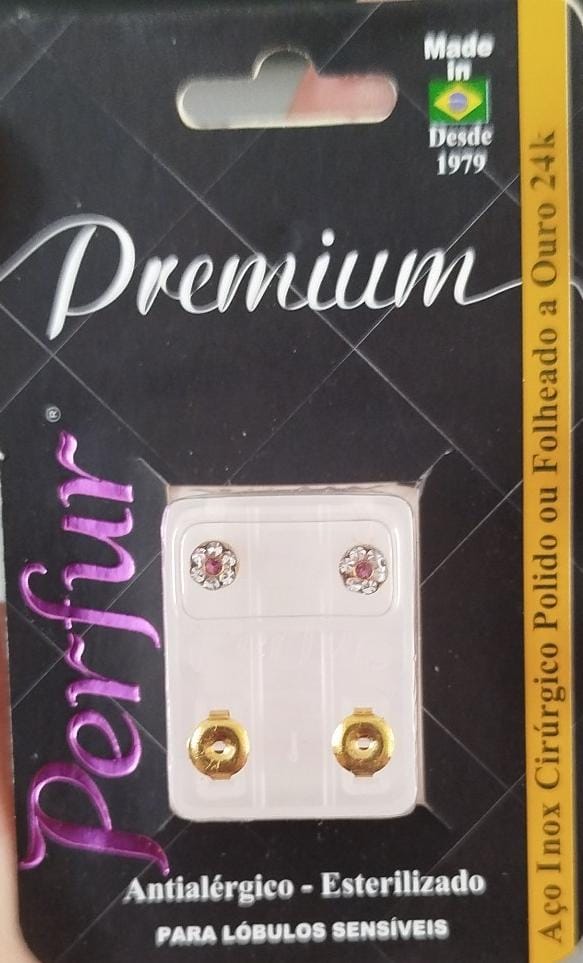 Made
in
Desde
1979
Premium
Perfur®
Aço Inox Cirúrgico Polido ou Folheado a Ouro 24k
Antialérgico - Esterilizado
PARA LÓBULOS SENSÍVEIS